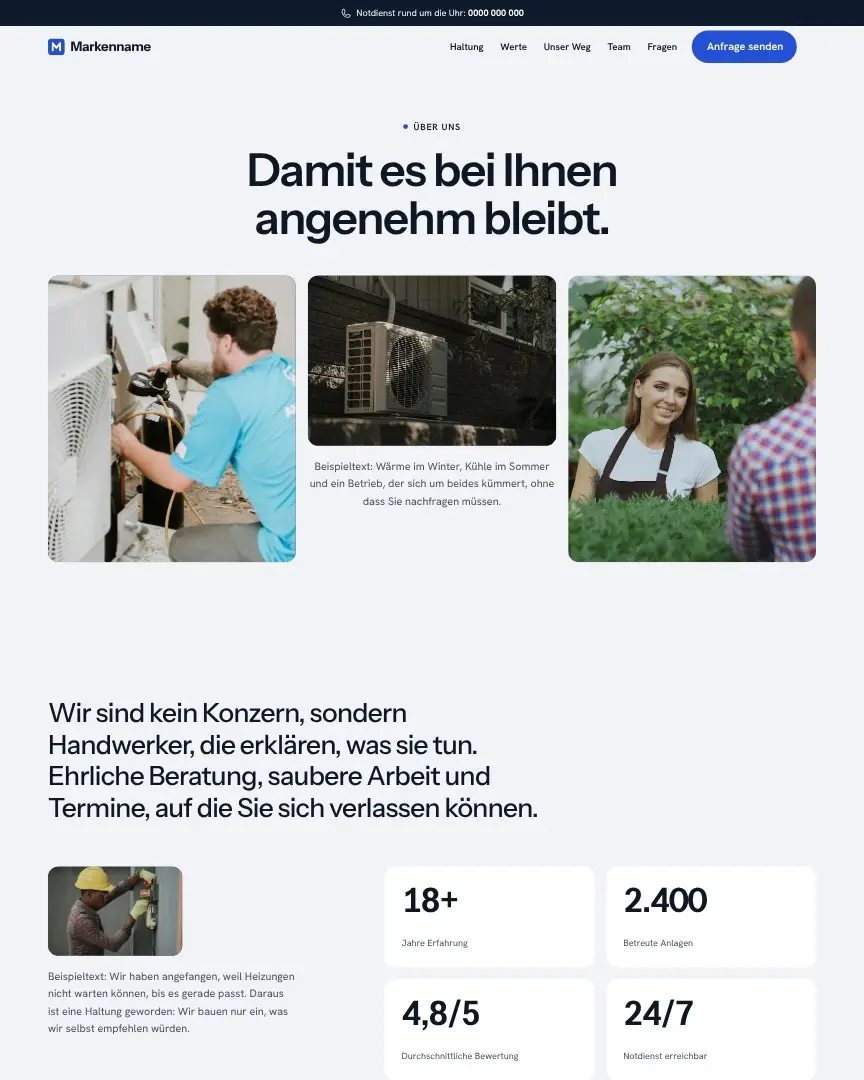 Notdienst rund um die Uhr: 0000 000 000
M Markenname
Haltung Werte Unser Weg Team Fragen Anfrage senden
ÜBER UNS
Damit es bei Ihnen
angenehm bleibt.
Beispieltext: Wärme im Winter, Kühle im Sommer
und ein Betrieb, der sich um beides kümmert, ohne
dass Sie nachfragen müssen.
Wir sind kein Konzern, sondern
Handwerker, die erklären, was sie tun.
Ehrliche Beratung, saubere Arbeit und
Termine, auf die Sie sich verlassen können.
Beispieltext: Wir haben angefangen, weil Heizungen
nicht warten können, bis es gerade passt. Daraus
ist eine Haltung geworden: Wir bauen nur ein, was
wir selbst empfehlen würden.
18+
Jahre Erfahrung
2.400
Betreute Anlagen
4,8/5
Durchschnittliche Bewertung
24/7
Notdienst erreichbar